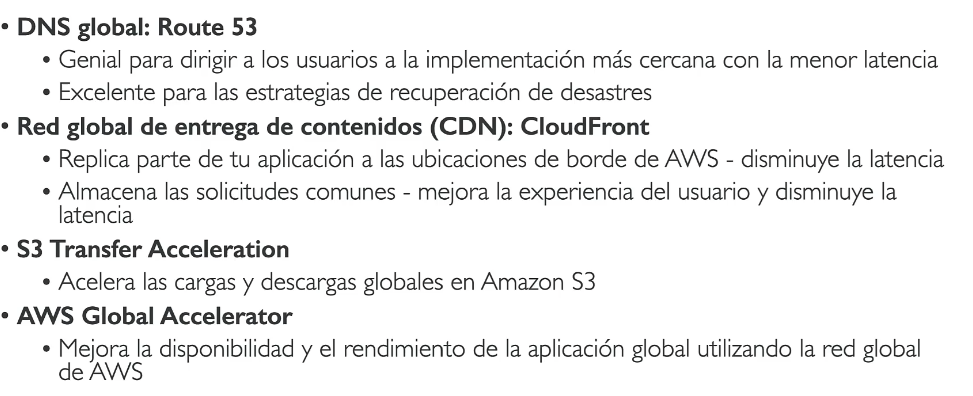 • DNS global: Route 53
• Genial para dirigir a los usuarios a la implementación más cercana con la menor latencia
• Excelente para las estrategias de recuperación de desastres
• Red global de entrega de contenidos (CDN): CloudFront
• Replica parte de tu aplicación a las ubicaciones de borde de AWS - disminuye la latencia
• Almacena las solicitudes comunes - mejora la experiencia del usuario y disminuye la
latencia
• S3 Transfer Acceleration
• Acelera las cargas y descargas globales en Amazon S3
• AWS Global Accelerator
• Mejora la disponibilidad y el rendimiento de la aplicación global utilizando la red global
de AWS